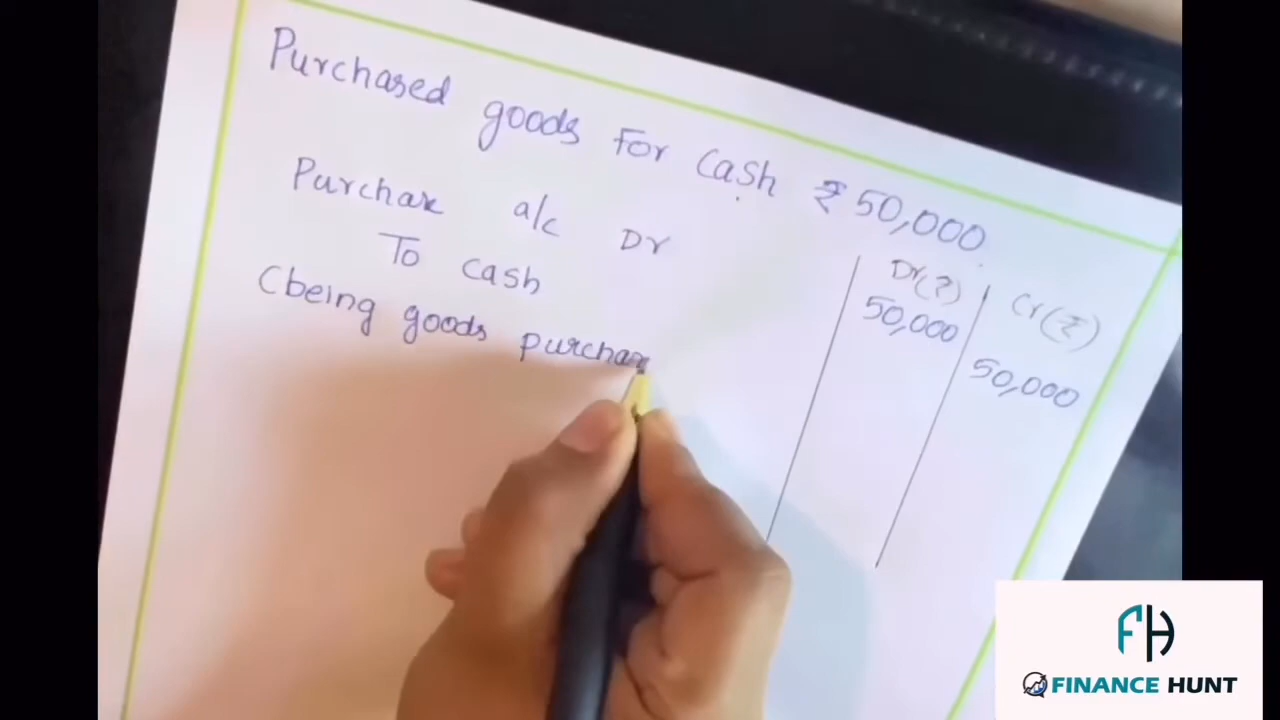 Purchased goods For cash ₹ 50,000.
Purchase a/c Dr
To cash
(being goods purchase
Dr(₹) Cr(₹)
50,000
50,000
FH
FINANCE HUNT